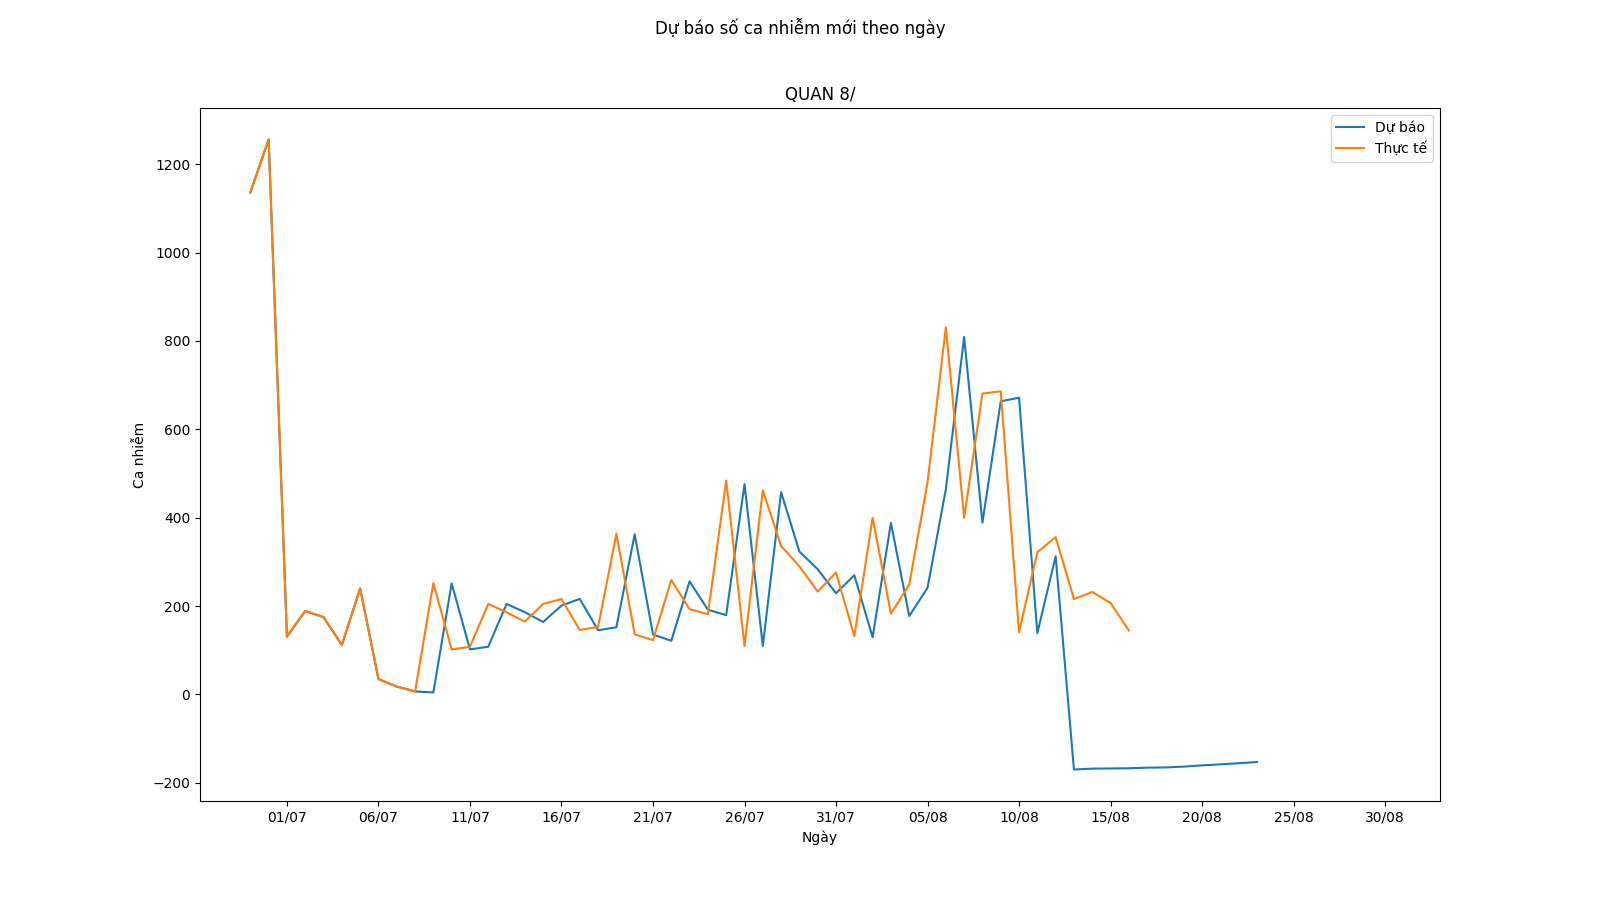 Dự báo số ca nhiễm mới theo ngày
QUAN 8/
Dự báo
Thực tế
1200
1000
800
600
400
200
0
−200
Ca nhiễm
01/07 06/07 11/07 16/07 21/07 26/07 31/07 05/08 10/08 15/08 20/08 25/08 30/08
Ngày